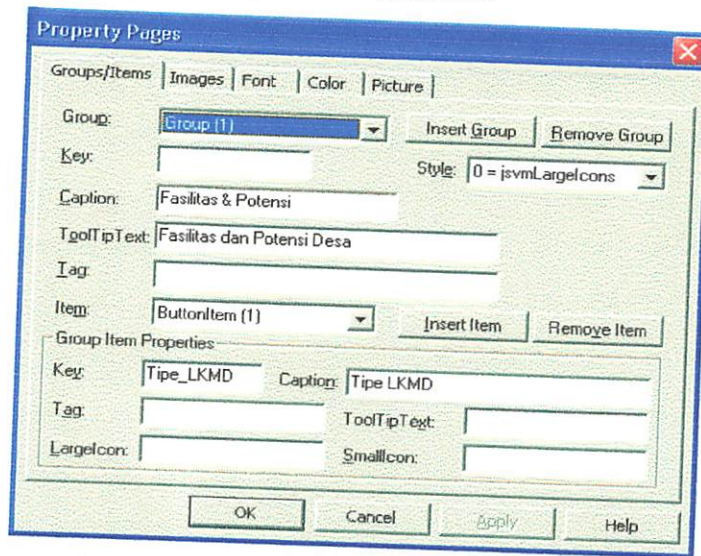 Property Pages
Groups/Items Images Font Color Picture
Group: Group (1) Insert Group Remove Group
Key: Style: 0 = jsvmLargeIcons
Caption: Fasilitas & Potensi
ToolTipText: Fasilitas dan Potensi Desa
Tag:
Item: ButtonItem (1) Insert Item Remove Item
Group Item Properties
Key: Tipe_LKMD Caption: Tipe LKMD
Tag: ToolTipText:
LargeIcon: SmallIcon:
OK Cancel Apply Help